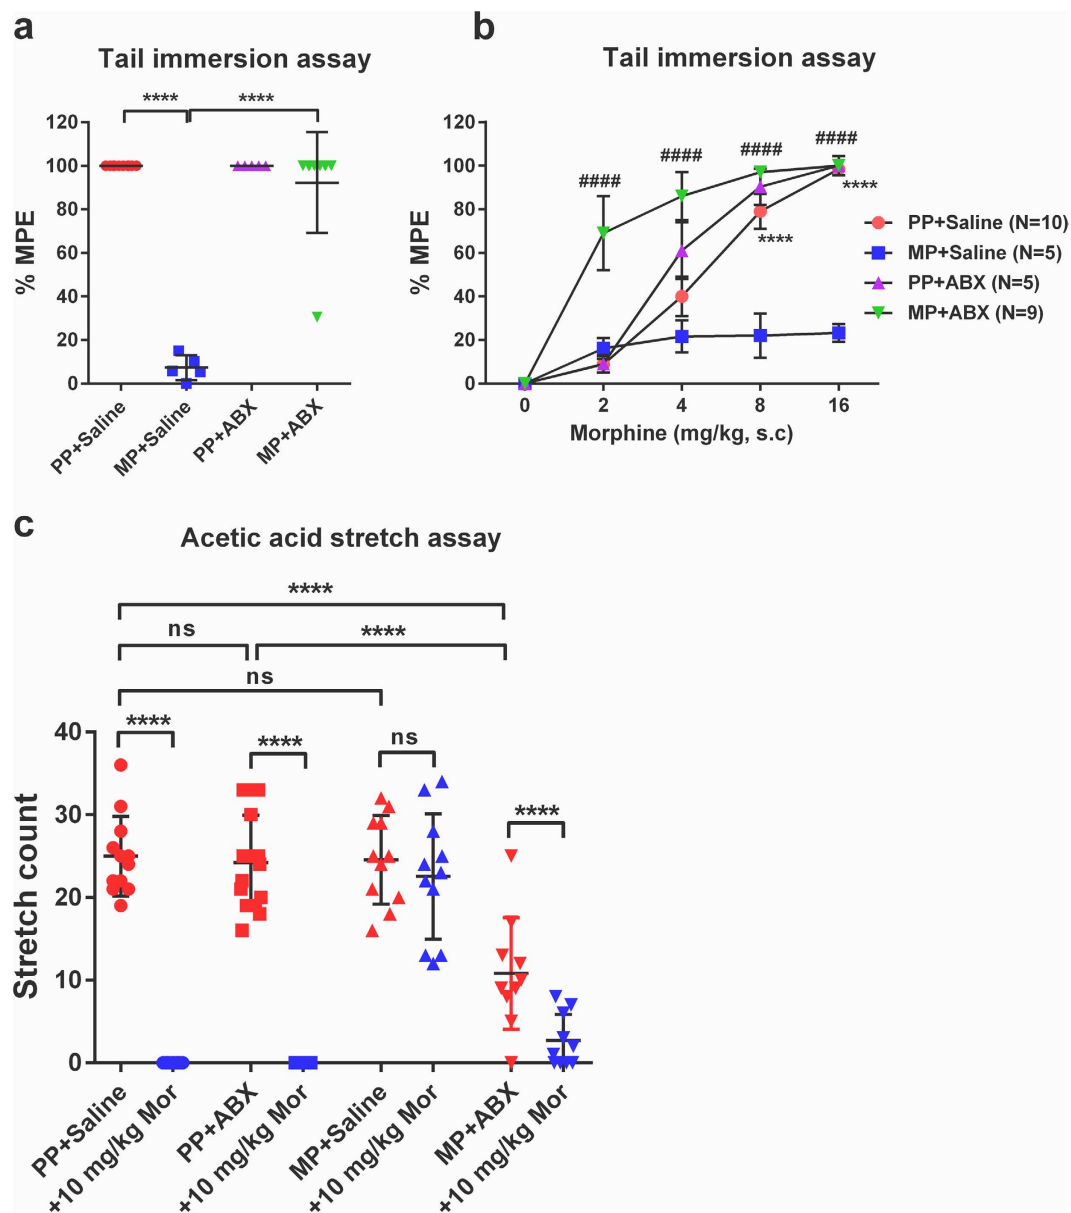 a
Tail immersion assay
**** ****
120
100
80
60
40
20
0
% MPE
PP+Saline
MP+Saline
PP+ABX
MP+ABX
b
Tail immersion assay
120
100
80
60
40
20
0
% MPE
####
####
####
####
****
****
0 2 4 8 16
Morphine (mg/kg, s.c)
PP+Saline (N=10)
MP+Saline (N=5)
PP+ABX (N=5)
MP+ABX (N=9)
c
Acetic acid stretch assay
****
ns
****
ns
****
****
ns
****
40
30
20
10
0
Stretch count
PP+Saline
+10 mg/kg Mor
PP+ABX
+10 mg/kg Mor
MP+Saline
+10 mg/kg Mor
MP+ABX
+10 mg/kg Mor